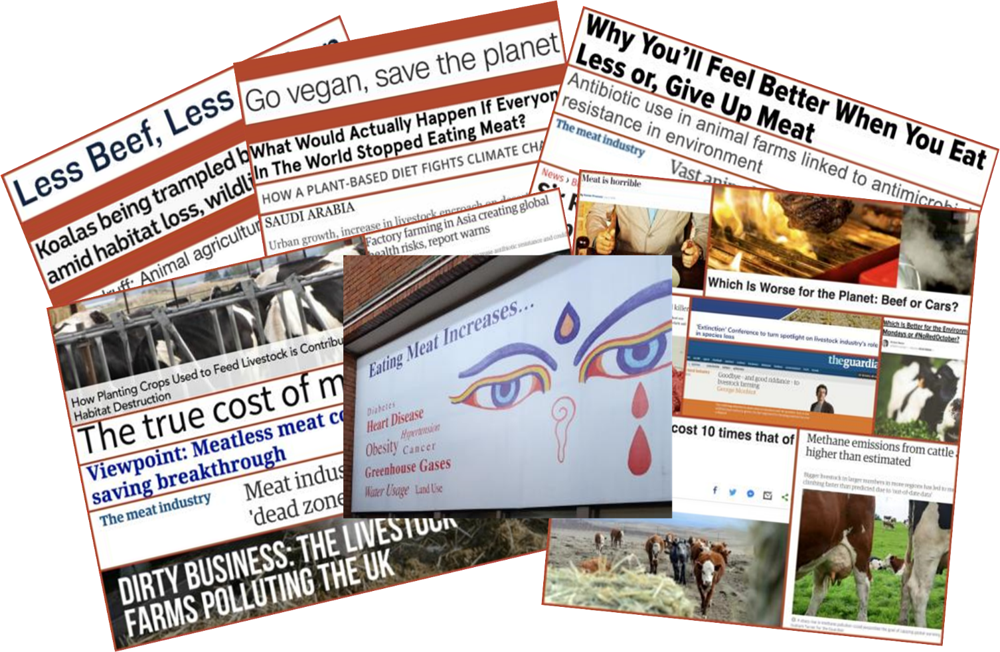 Less Beef, Less
Koalas being trampled b
amid habitat loss, wildli
uff: Animal agricultur
Go vegan, save the planet
What Would Actually Happen If Everyon
In The World Stopped Eating Meat?
HOW A PLANT-BASED DIET FIGHTS CLIMATE CHA
SAUDI ARABIA
Urban growth, increase in livestock encroach on
Factory farming in Asia creating global
health risks, report warns
Why You'll Feel Better When You Eat
Less or, Give Up Meat
Antibiotic use in animal farms linked to antimicrobi
resistance in environment
The meat industry
Vast ani
News › B
Meat is horrible
Which Is Worse for the Planet: Beef or Cars?
killer
'Extinction' Conference to turn spotlight on livestock industry's role
in species loss
theguardia
Goodbye - and good riddance - to
livestock farming
George Monbiot
Which Is Better for the Environm
Mondays or #NoRedOctober?
cost 10 times that of
Methane emissions from cattle
higher than estimated
Bigger livestock in larger numbers in more regions has led to m
climbing faster than predicted due to 'out-of-date data'
How Planting Crops Used to Feed Livestock is Contribu
Habitat Destruction
The true cost of m
Viewpoint: Meatless meat co
saving breakthrough
The meat industry
Meat indus
'dead zone
DIRTY BUSINESS: THE LIVESTOCK
FARMS POLLUTING THE UK
Eating Meat Increases...
Diabetes
Heart Disease
Hypertension
Obesity Cancer
Greenhouse Gases
Water Usage Land Use